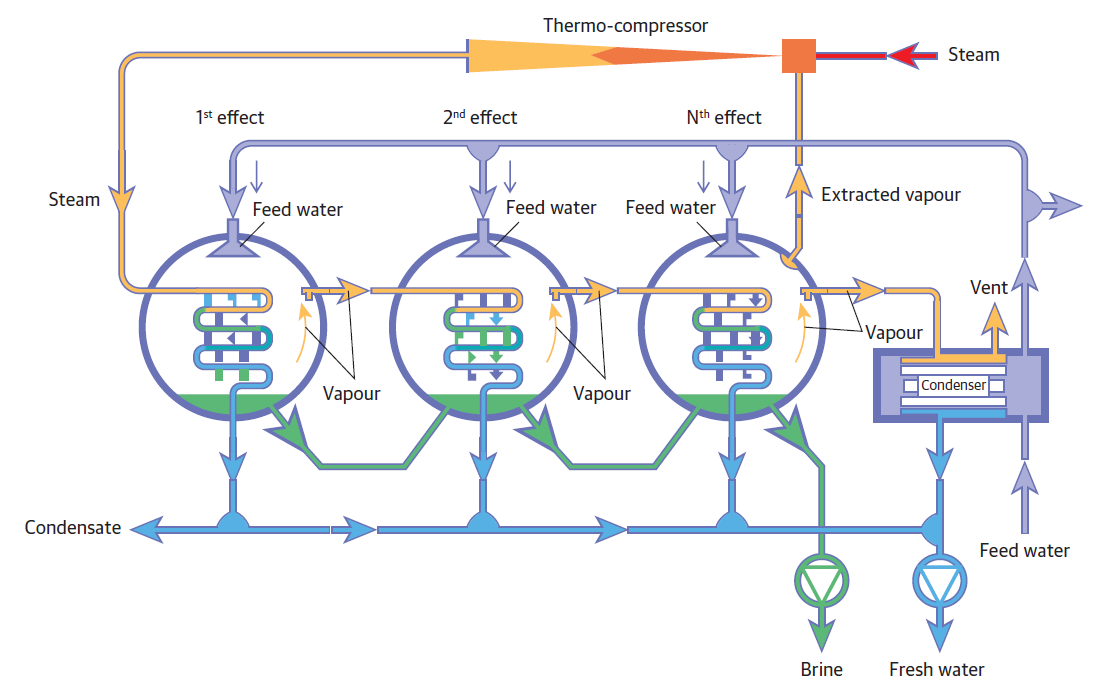 Thermo-compressor
Steam
1st effect
2nd effect
Nth effect
Steam
Feed water
Feed water
Feed water
Extracted vapour
Vent
Vapour
Vapour
Vapour
Condenser
Condensate
Feed water
Brine
Fresh water